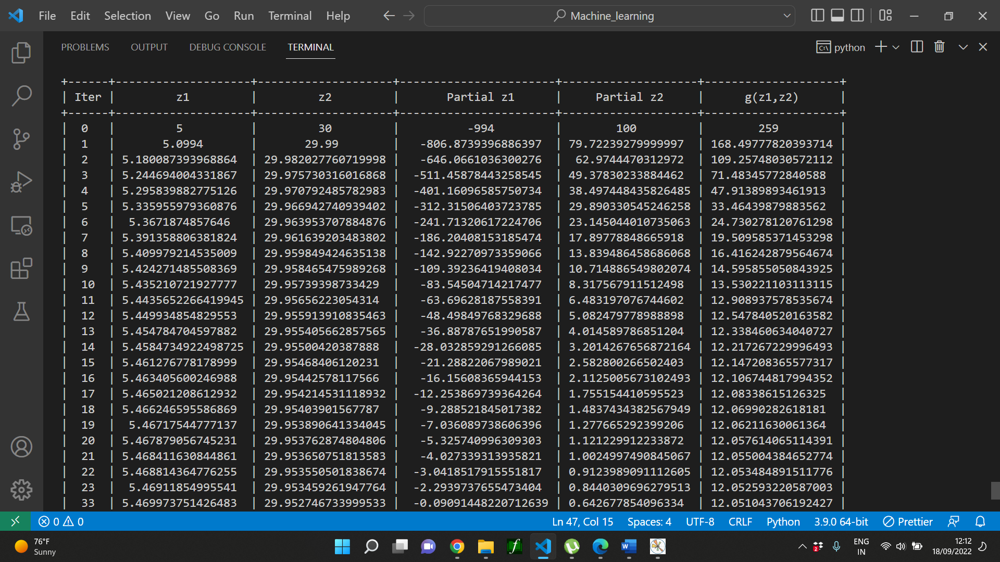 File Edit Selection View Go Run Terminal Help Machine_learning
PROBLEMS OUTPUT DEBUG CONSOLE TERMINAL python
+------+--------------------+--------------------+-----------------------+--------------------+--------------------+
| Iter | z1 | z2 | Partial z1 | Partial z2 | g(z1,z2) |
+------+--------------------+--------------------+-----------------------+--------------------+--------------------+
| 0 | 5 | 30 | -994 | 100 | 259 |
| 1 | 5.0994 | 29.99 | -806.8739396886397 | 79.72239279999997 | 168.49777820393714 |
| 2 | 5.180087393968864 | 29.982027760719998 | -646.0661036300276 | 62.9744470312972 | 109.25748030572112 |
| 3 | 5.244694004331867 | 29.975730316016868 | -511.45878443258545 | 49.37830233884462 | 71.48345772840588 |
| 4 | 5.295839882775126 | 29.970792485782983 | -401.16096585750734 | 38.497448435826485 | 47.91389893461913 |
| 5 | 5.335955979360876 | 29.966942740939402 | -312.31506403723785 | 29.890330545246258 | 33.46439879883562 |
| 6 | 5.3671874857646 | 29.963953707884876 | -241.71320617224706 | 23.145044010735063 | 24.730278120761298 |
| 7 | 5.391358806381824 | 29.961639203483802 | -186.20408153185474 | 17.89778848665918 | 19.509585371453298 |
| 8 | 5.409979214535009 | 29.959849424635138 | -142.92270973359066 | 13.839486458686068 | 16.416242879564674 |
| 9 | 5.424271485508369 | 29.958465475989268 | -109.39236419408034 | 10.714886549802074 | 14.595855050843925 |
| 10 | 5.435210721927777 | 29.95739398733429 | -83.54504714217477 | 8.317567911512498 | 13.530221103113115 |
| 11 | 5.4435652266419945 | 29.95656223054314 | -63.69628187558391 | 6.483197076744602 | 12.908937578535674 |
| 12 | 5.449934854829553 | 29.955913910835463 | -48.49849768329688 | 5.082479778988898 | 12.547840520163582 |
| 13 | 5.454784704597882 | 29.955405662857565 | -36.88787651990587 | 4.014589786851204 | 12.338460634040727 |
| 14 | 5.4584734922498725 | 29.95500420387888 | -28.032859291266085 | 3.2014267656872164 | 12.217267229996493 |
| 15 | 5.461276778178999 | 29.95468406120231 | -21.28822067989021 | 2.582800266502403 | 12.147208365577317 |
| 16 | 5.463405600246988 | 29.95442578117566 | -16.15608365944153 | 2.1125005673102493 | 12.106744817994352 |
| 17 | 5.465021208612932 | 29.954214531118932 | -12.253869739364264 | 1.755154410595523 | 12.08338615126325 |
| 18 | 5.466246595586869 | 29.95403901567787 | -9.288521845017382 | 1.4837434382567949 | 12.06990282618181 |
| 19 | 5.46717544777137 | 29.953890641334045 | -7.036089738606396 | 1.277665292399206 | 12.06211630061364 |
| 20 | 5.467879056745231 | 29.953762874804806 | -5.325740996309303 | 1.121229912233872 | 12.057614065114391 |
| 21 | 5.468411630844861 | 29.953650751813583 | -4.027339313935821 | 1.0024997490845067 | 12.055004384652774 |
| 22 | 5.468814364776255 | 29.953550501838674 | -3.0418517915551817 | 0.9123989091112605 | 12.053484891511776 |
| 23 | 5.46911854995541 | 29.953459261947764 | -2.2939737655473404 | 0.8440309696279513 | 12.052593220587003 |
| 33 | 5.469973751426483 | 29.952746733999533 | -0.09091448220712639 | 0.642677854096334 | 12.051043706192427 |
0 0 Ln 47, Col 15 Spaces: 4 UTF-8 CRLF Python 3.9.0 64-bit Prettier
76°F
Sunny
2
ENG
IN
12:12
18/09/2022